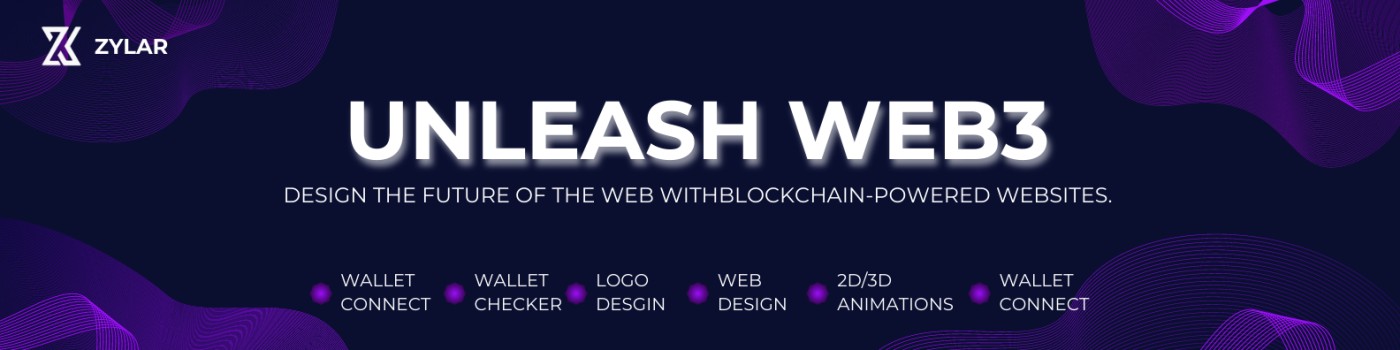 ZYLAR
UNLEASH WEB3
DESIGN THE FUTURE OF THE WEB WITHBLOCKCHAIN-POWERED WEBSITES.
WALLET
CONNECT
WALLET
CHECKER
LOGO
DESGIN
WEB
DESIGN
2D/3D
ANIMATIONS
WALLET
CONNECT